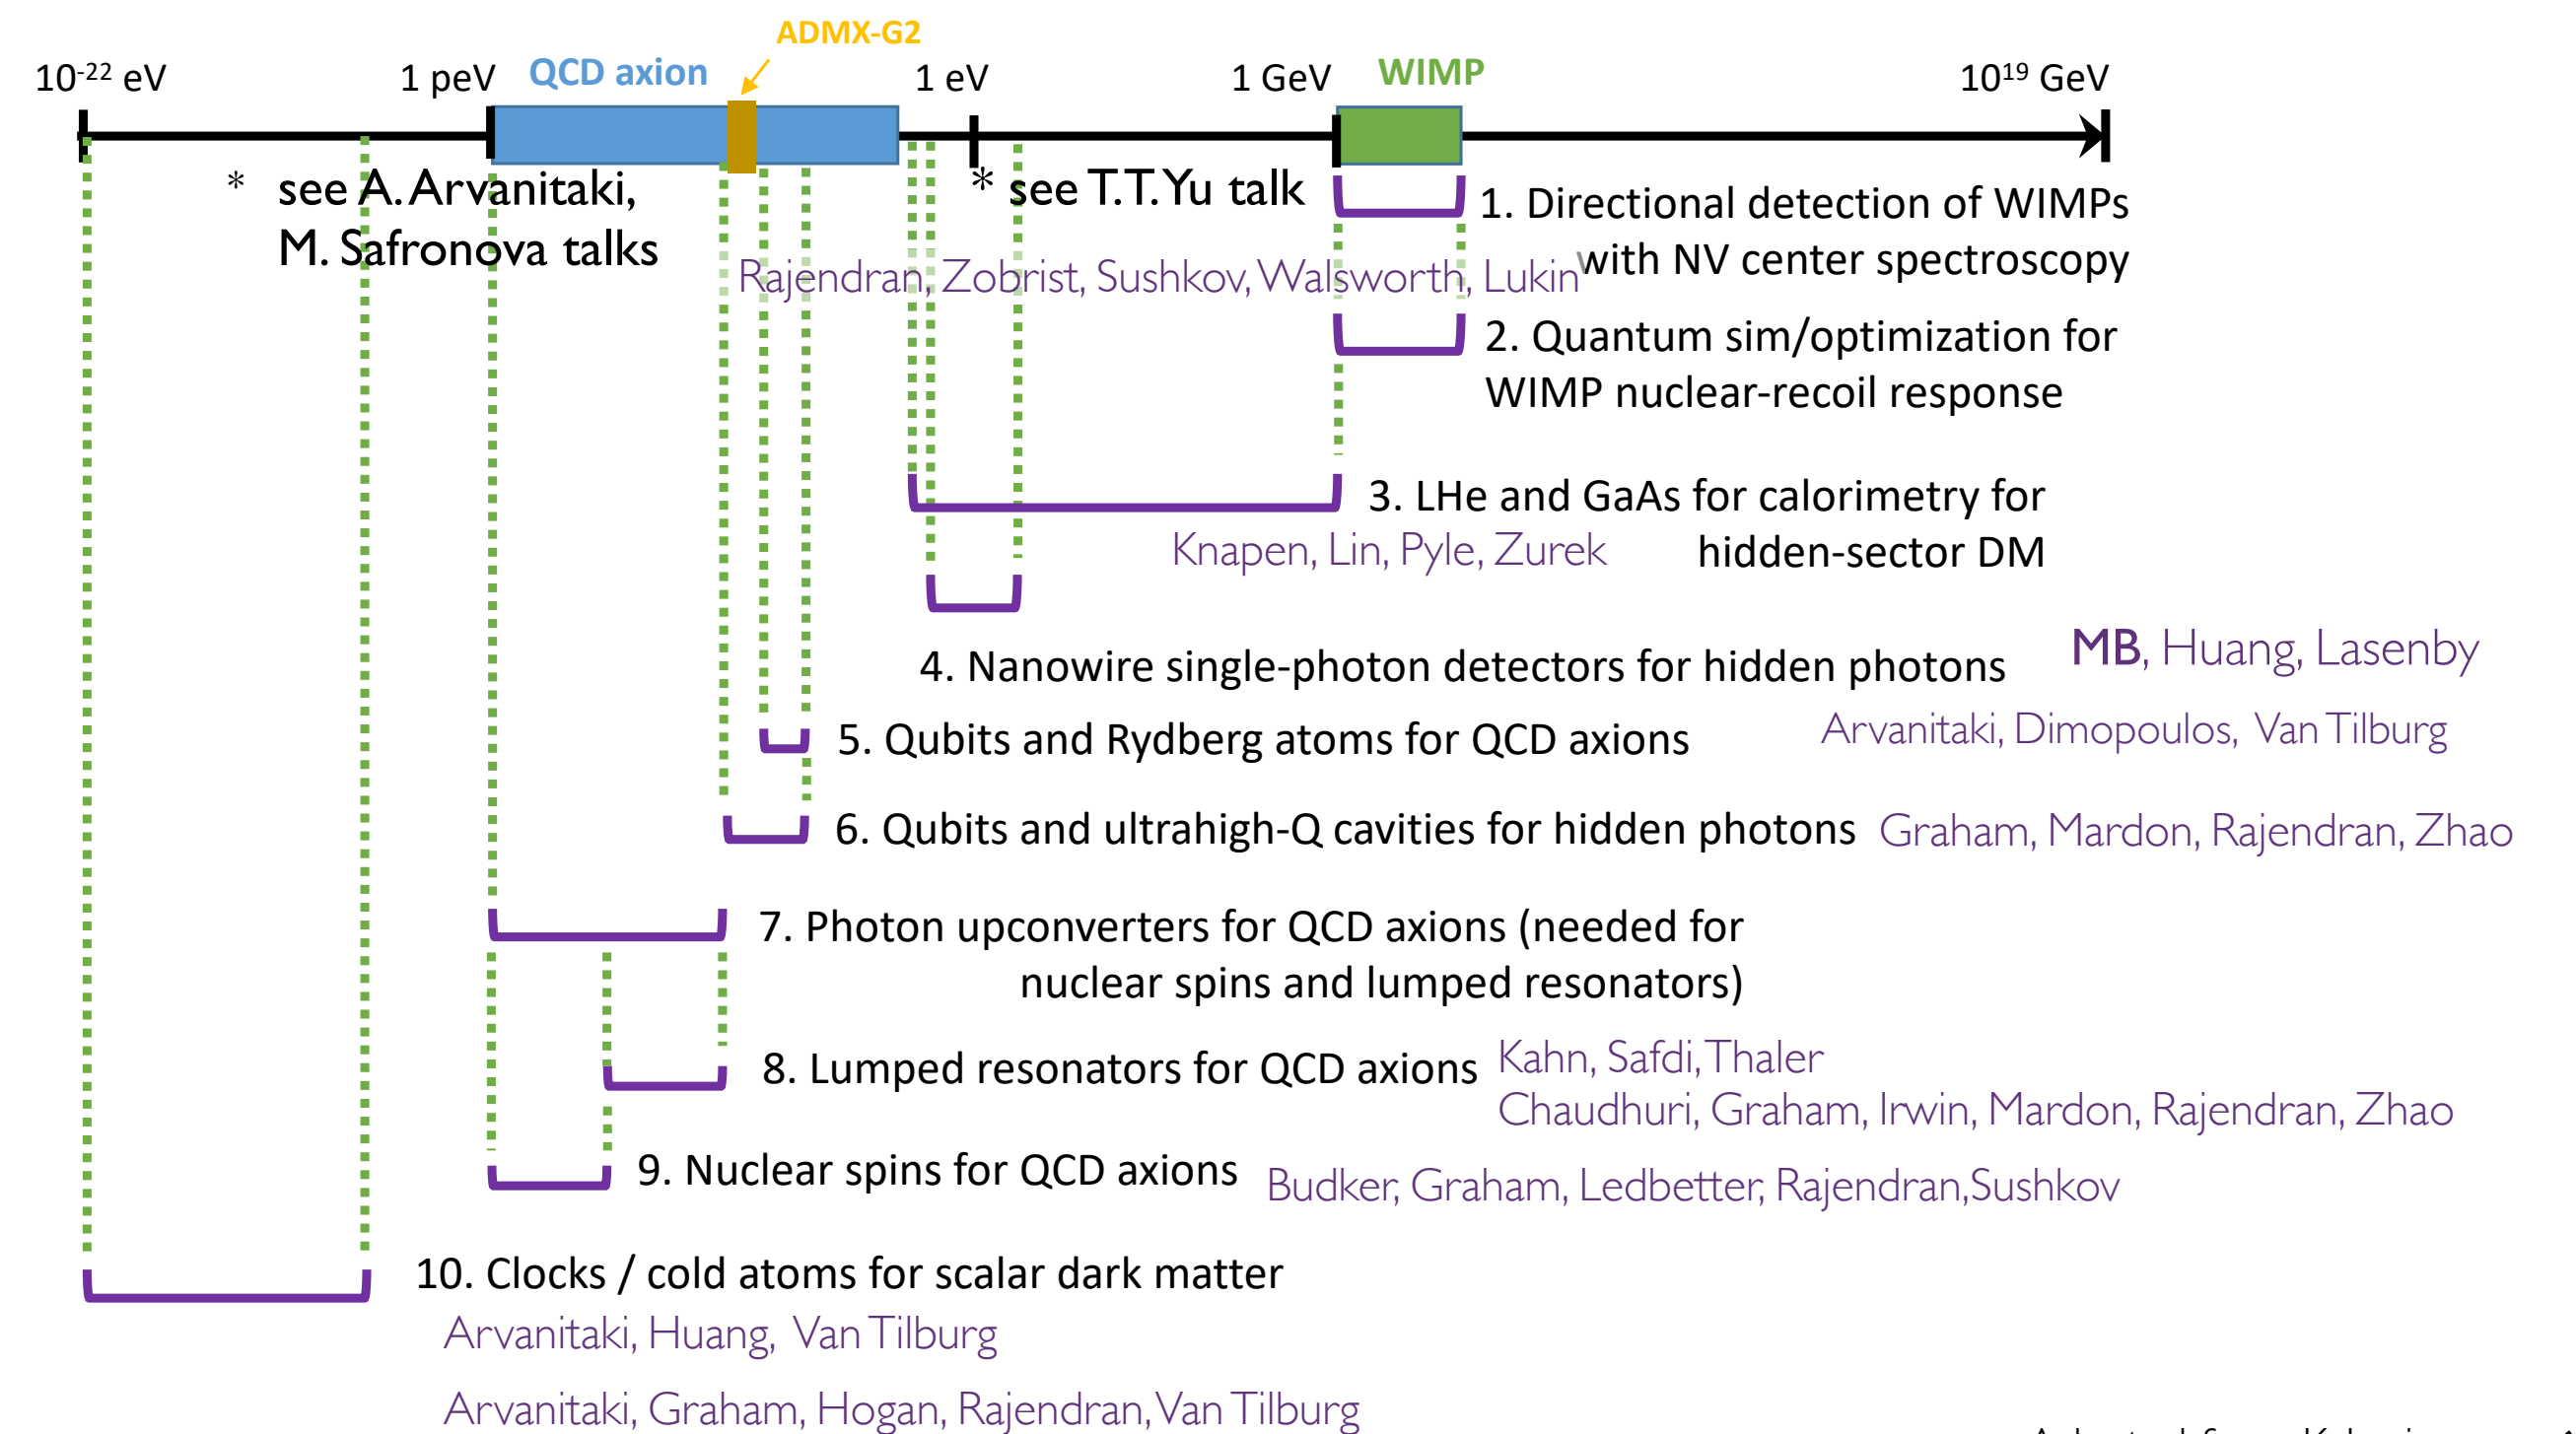 ADMX-G2
10⁻²² eV 1 peV QCD axion 1 eV 1 GeV WIMP 10¹⁹ GeV
* see A. Arvanitaki,
M. Safronova talks
* see T.T. Yu talk
1. Directional detection of WIMPs
with NV center spectroscopy
Rajendran, Zobrist, Sushkov, Walsworth, Lukin
2. Quantum sim/optimization for
WIMP nuclear-recoil response
3. LHe and GaAs for calorimetry for
hidden-sector DM
Knapen, Lin, Pyle, Zurek
4. Nanowire single-photon detectors for hidden photons
MB, Huang, Lasenby
5. Qubits and Rydberg atoms for QCD axions
Arvanitaki, Dimopoulos, Van Tilburg
6. Qubits and ultrahigh-Q cavities for hidden photons
Graham, Mardon, Rajendran, Zhao
7. Photon upconverters for QCD axions (needed for
nuclear spins and lumped resonators)
8. Lumped resonators for QCD axions
Kahn, Safdi, Thaler
Chaudhuri, Graham, Irwin, Mardon, Rajendran, Zhao
9. Nuclear spins for QCD axions
Budker, Graham, Ledbetter, Rajendran,Sushkov
10. Clocks / cold atoms for scalar dark matter
Arvanitaki, Huang, Van Tilburg
Arvanitaki, Graham, Hogan, Rajendran, Van Tilburg